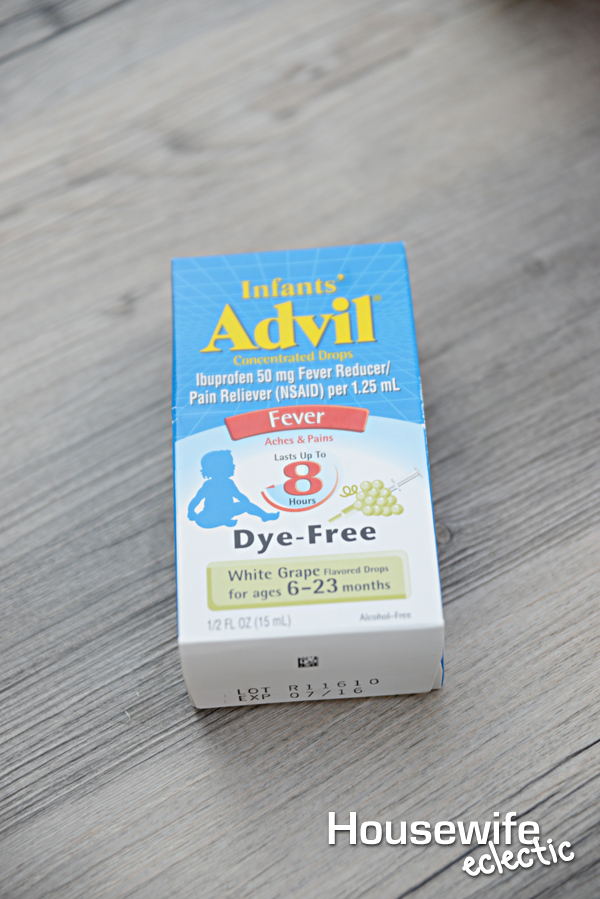 Infants'
Advil®
Concentrated Drops
Ibuprofen 50 mg Fever Reducer/
Pain Reliever (NSAID) per 1.25 mL
Fever
Aches & Pains
Lasts Up To
8
Hours
Dye-Free
White Grape Flavored Drops
for ages 6-23 months
1/2 FL OZ (15 mL) Alcohol-Free
LOT R11610
EXP 07/16
Housewife
eclectic